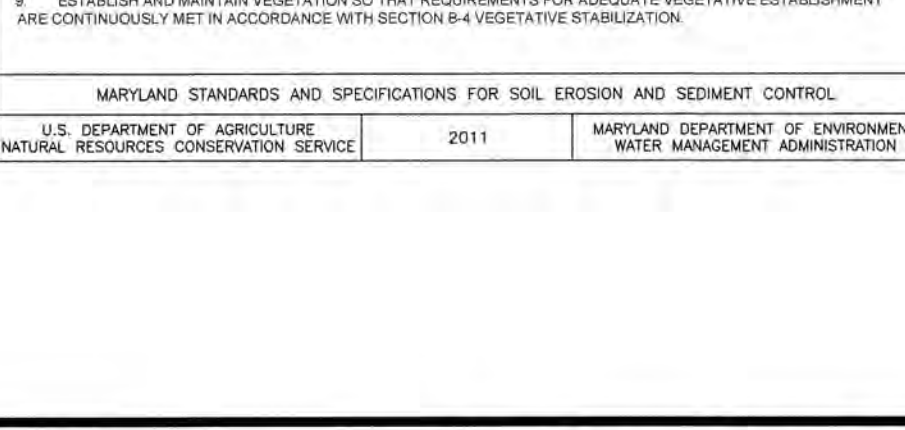 9. ESTABLISH AND MAINTAIN VEGETATION SO THAT REQUIREMENTS FOR ADEQUATE VEGETATIVE ESTABLISHMENT
ARE CONTINUOUSLY MET IN ACCORDANCE WITH SECTION B-4 VEGETATIVE STABILIZATION.
MARYLAND STANDARDS AND SPECIFICATIONS FOR SOIL EROSION AND SEDIMENT CONTROL
U.S. DEPARTMENT OF AGRICULTURE
NATURAL RESOURCES CONSERVATION SERVICE
2011
MARYLAND DEPARTMENT OF ENVIRONMEN
WATER MANAGEMENT ADMINISTRATION